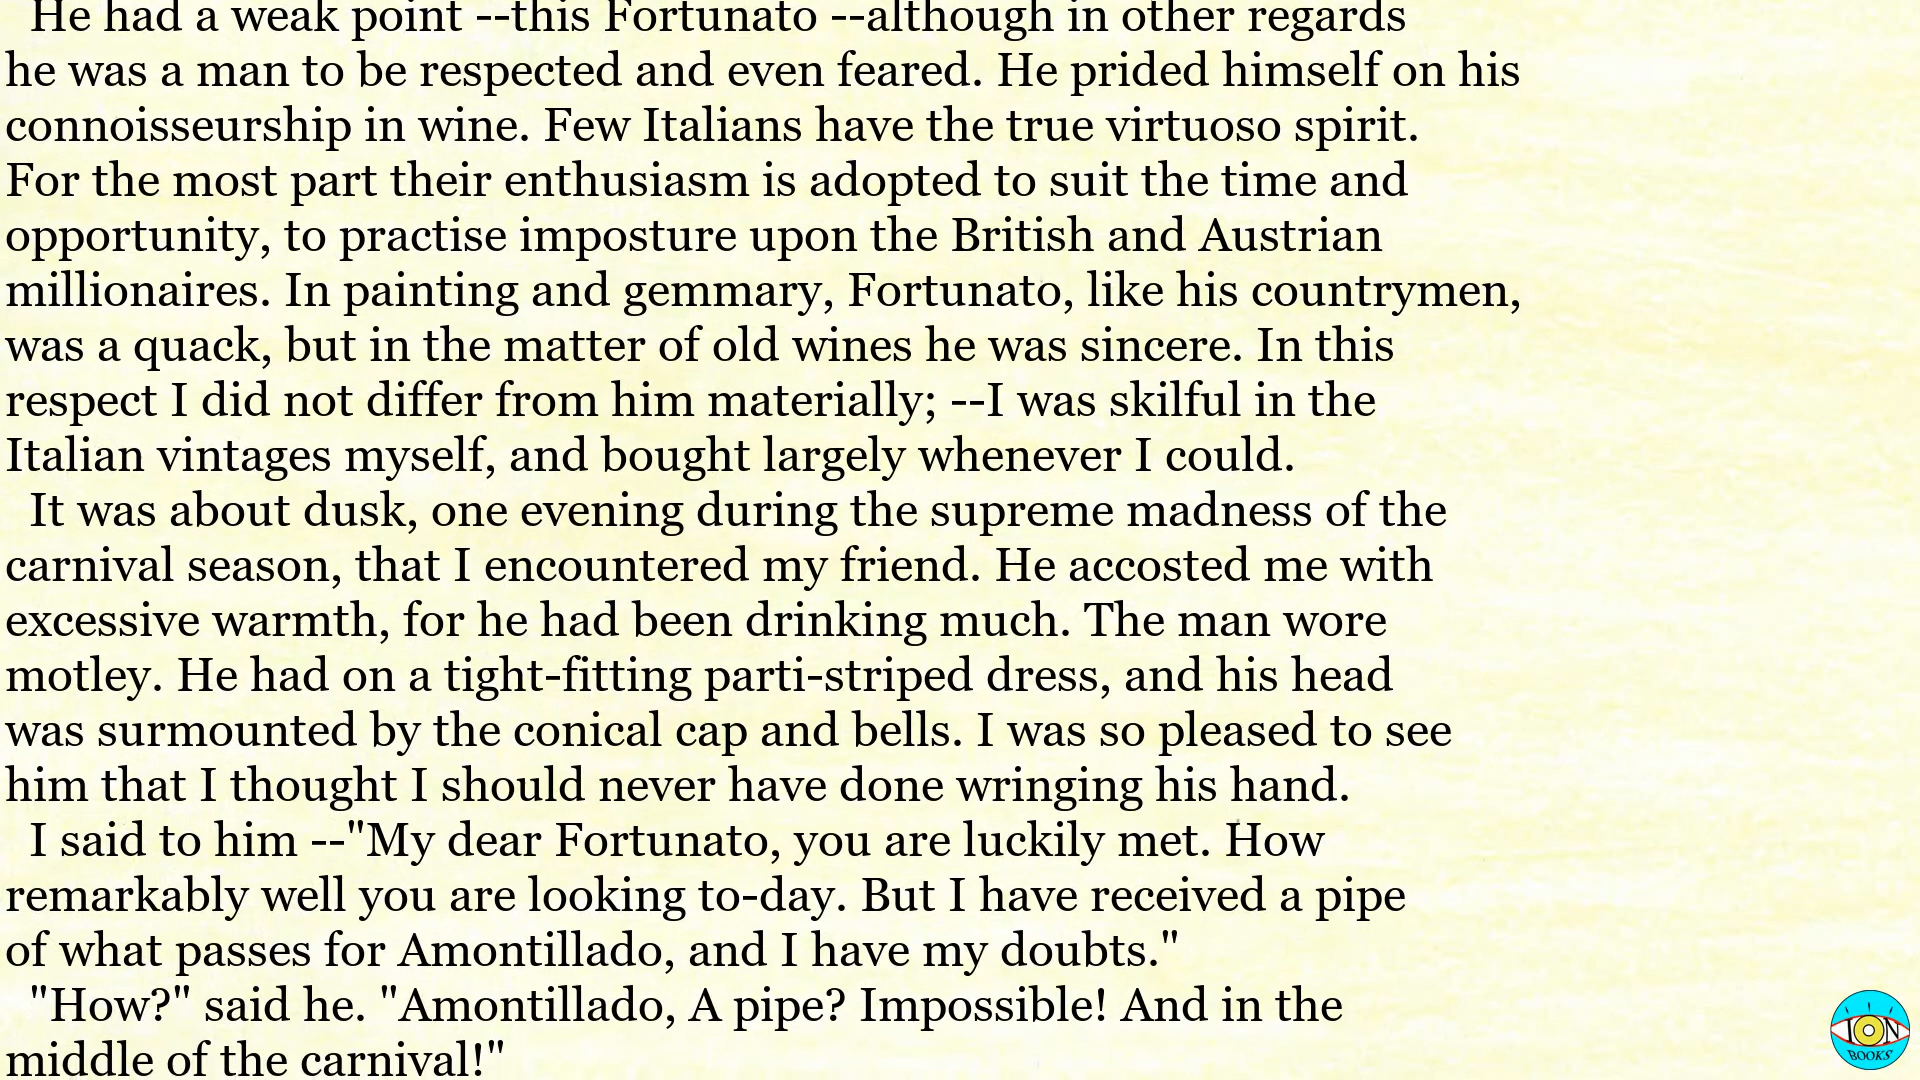 He had a weak point --this Fortunato --although in other regards
he was a man to be respected and even feared. He prided himself on his
connoisseurship in wine. Few Italians have the true virtuoso spirit.
For the most part their enthusiasm is adopted to suit the time and
opportunity, to practise imposture upon the British and Austrian
millionaires. In painting and gemmary, Fortunato, like his countrymen,
was a quack, but in the matter of old wines he was sincere. In this
respect I did not differ from him materially; --I was skilful in the
Italian vintages myself, and bought largely whenever I could.
It was about dusk, one evening during the supreme madness of the
carnival season, that I encountered my friend. He accosted me with
excessive warmth, for he had been drinking much. The man wore
motley. He had on a tight-fitting parti-striped dress, and his head
was surmounted by the conical cap and bells. I was so pleased to see
him that I thought I should never have done wringing his hand.
I said to him --"My dear Fortunato, you are luckily met. How
remarkably well you are looking to-day. But I have received a pipe
of what passes for Amontillado, and I have my doubts."
"How?" said he. "Amontillado, A pipe? Impossible! And in the
middle of the carnival!"
ION
BOOKS